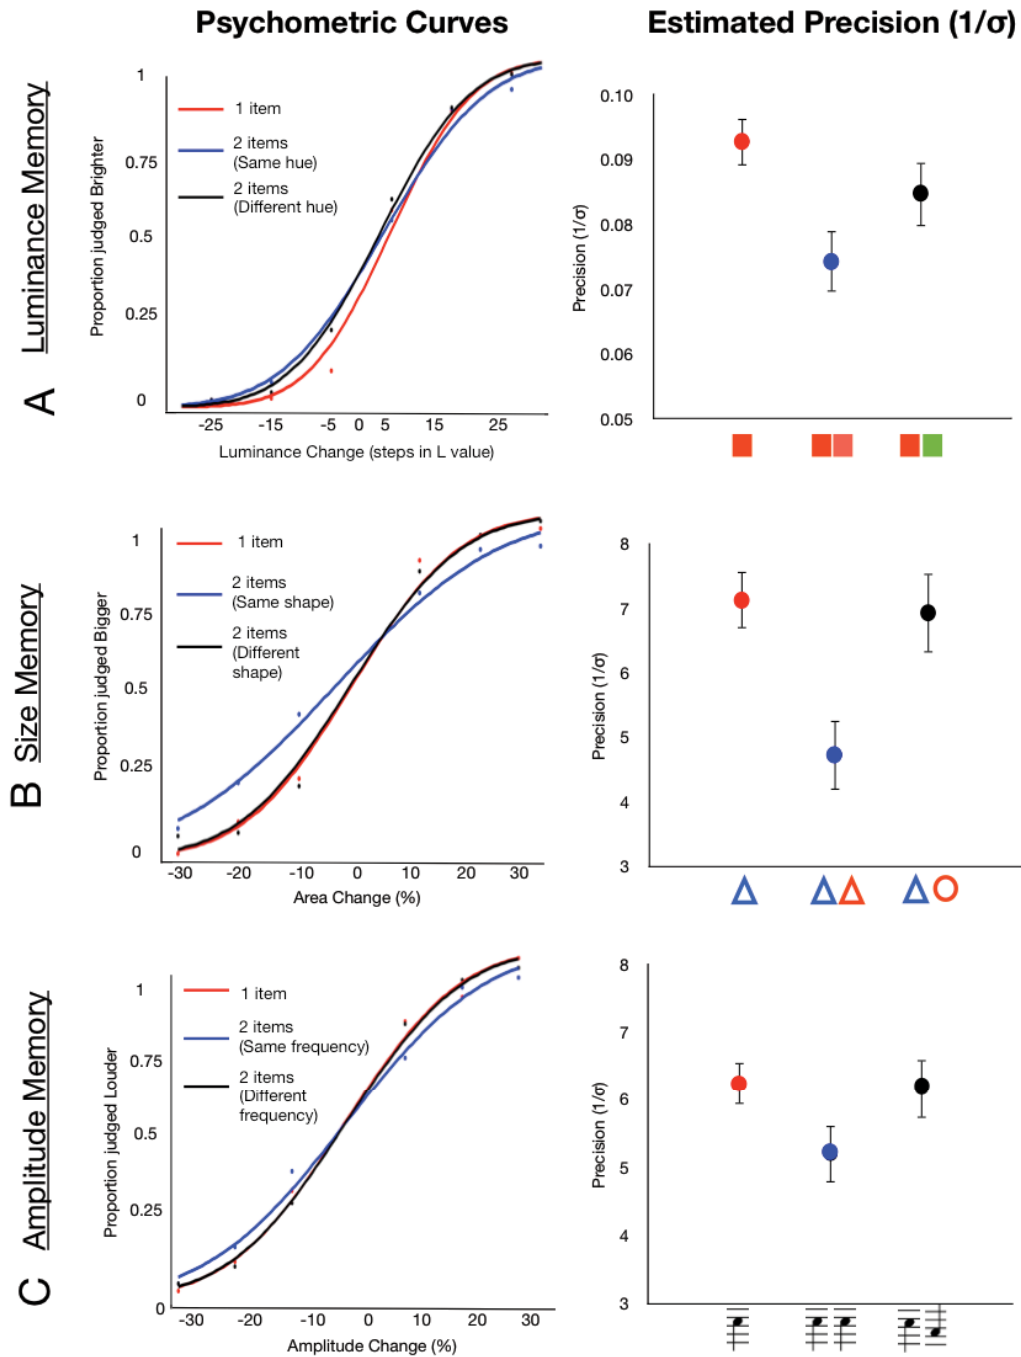 Psychometric Curves
Estimated Precision (1/σ)
A Luminance Memory
Proportion judged Brighter
1
0.75
0.5
0.25
0
1 item
2 items
(Same hue)
2 items
(Different hue)
-25 -15 -5 0 5 15 25
Luminance Change (steps in L value)
Precision (1/σ)
0.10
0.09
0.08
0.07
0.06
0.05
B Size Memory
Proportion judged Bigger
1
0.75
0.5
0.25
0
1 item
2 items
(Same shape)
2 items
(Different
shape)
-30 -20 -10 0 10 20 30
Area Change (%)
Precision (1/σ)
8
7
6
5
4
3
C Amplitude Memory
Proportion judged Louder
1
0.75
0.5
0.25
0
1 item
2 items
(Same frequency)
2 items
(Different
frequency)
-30 -20 -10 0 10 20 30
Amplitude Change (%)
Precision (1/σ)
8
7
6
5
4
3